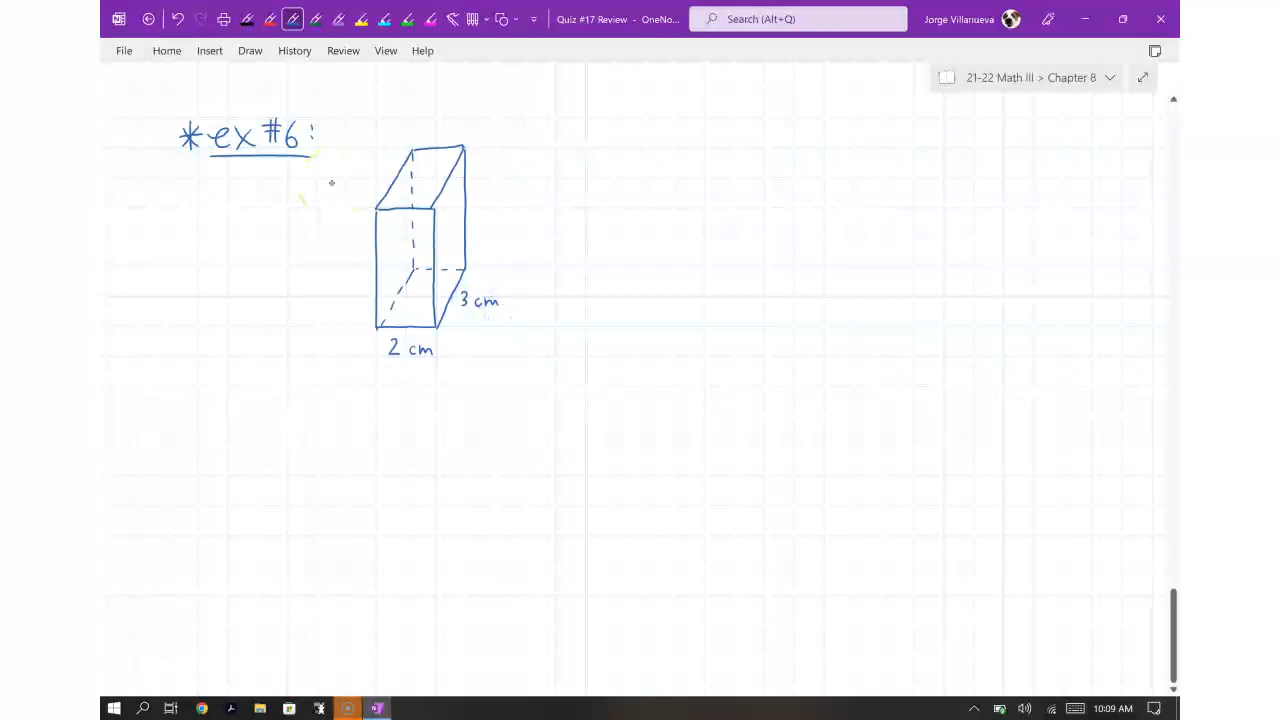 Quiz #17 Review - OneNo...
Search (Alt+Q)
Jorge Villanueva
File Home Insert Draw History Review View Help
21-22 Math III > Chapter 8
* ex #6:
3 cm
2 cm
10:09 AM